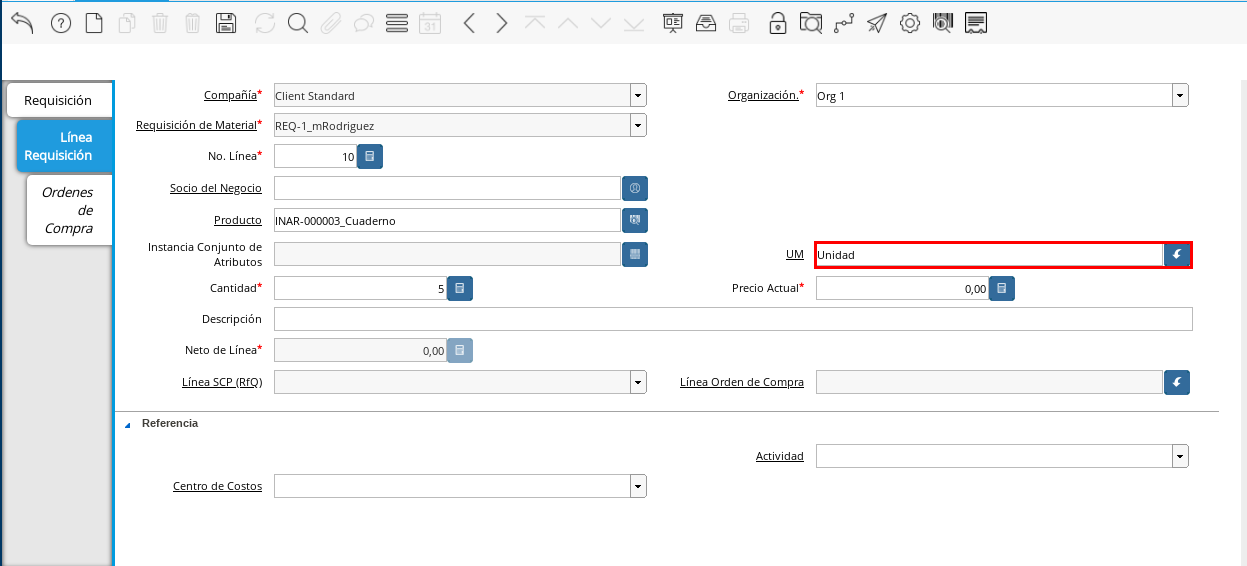 31
Requisición
Línea
Requisición
Ordenes
de
Compra
Compañía* Client Standard Organización.* Org 1
Requisición de Material* REQ-1_mRodriguez
No. Línea* 10
Socio del Negocio
Producto INAR-000003_Cuaderno
Instancia Conjunto de
Atributos UM Unidad
Cantidad* 5 Precio Actual* 0,00
Descripción
Neto de Línea* 0,00
Línea SCP (RfQ) Línea Orden de Compra
Referencia
Actividad
Centro de Costos